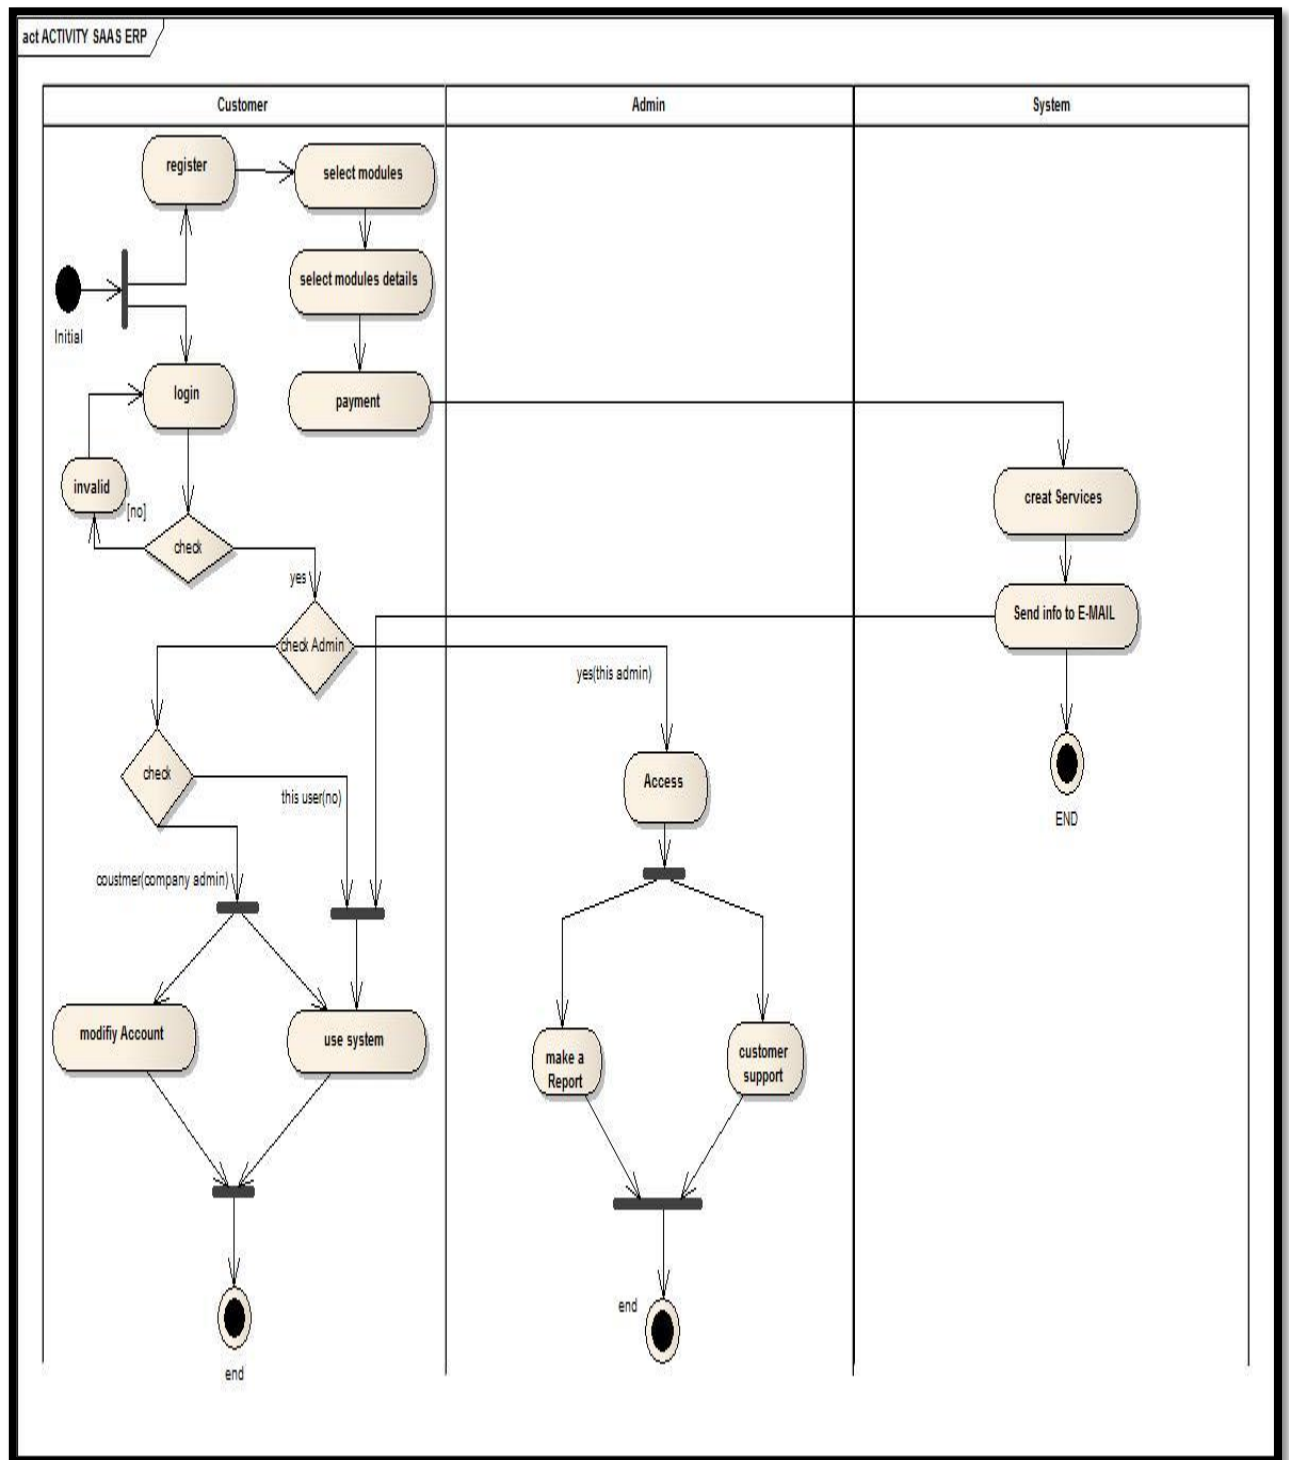 act ACTIVITY SAAS ERP
Customer
Admin
System
register
select modules
select modules details
Initial
login
payment
invalid
[no]
creat Services
check
yes
Send info to E-MAIL
check Admin
yes(this admin)
check
Access
this user(no)
END
coustmer(company admin)
modifiy Account
use system
make a
Report
customer
support
end
end